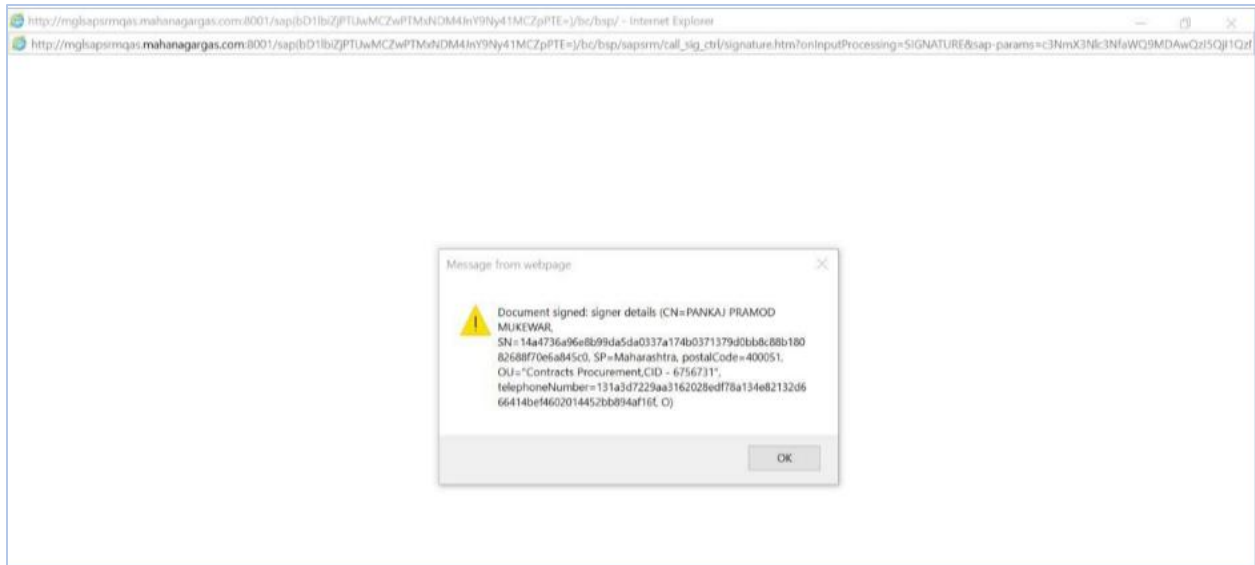 http://mglsapsrmqas.mahanagargas.com:8001/sap(bD1lbiZjPTUwMCZwPTMxNDM4JnY9Ny41MCZpPTE=)/bc/bsp/ - Internet Explorer
http://mglsapsrmqas.mahanagargas.com:8001/sap(bD1lbiZjPTUwMCZwPTMxNDM4JnY9Ny41MCZpPTE=)/bc/bsp/sapsrm/call_sig_ctrl/signature.htm?onInputProcessing=SIGNATURE&sap-params=c3NmX3Nlc3NfaWQ9MDAwQzI5QjI1Qzf
Message from webpage
Document signed: signer details (CN=PANKAJ PRAMOD
MUKEWAR,
SN=14a4736a96e8b99da5da0337a174b0371379d0bb8c88b180
82688f70e6a845c0, SP=Maharashtra, postalCode=400051,
OU="Contracts Procurement,CID - 6756731",
telephoneNumber=131a3d7229aa3162028edf78a134e82132d6
66414bef4602014452bb894af16f, O)
OK